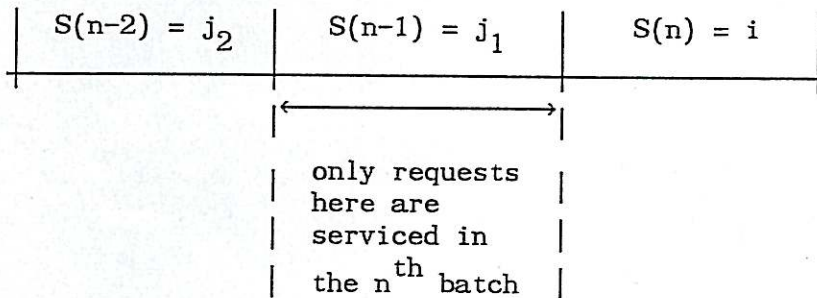 S(n-2) = j₂ S(n-1) = j₁ S(n) = i
only requests
here are
serviced in
the nᵗʰ batch